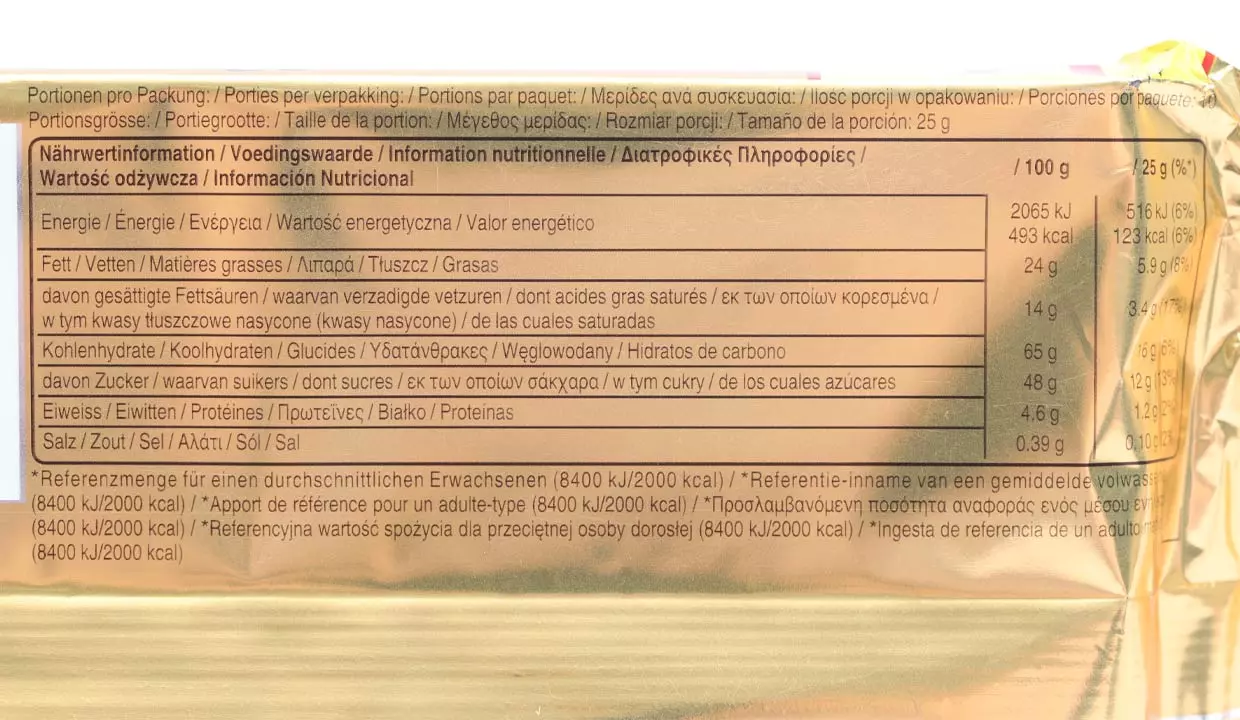 Portionen pro Packung: / Porties per verpakking: / Portions par paquet: / Μερίδες ανά συσκευασία: / Ilość porcji w opakowaniu: / Porciones por paquete: 10
Portionsgrösse: / Portiegrootte: / Taille de la portion: / Μέγεθος μερίδας: / Rozmiar porcji: / Tamaño de la porción: 25 g
Nährwertinformation / Voedingswaarde / Information nutritionnelle / Διατροφικές Πληροφορίες /
Wartość odżywcza / Información Nutricional / 100 g / 25 g (%*)
Energie / Énergie / Ενέργεια / Wartość energetyczna / Valor energético 2065 kJ 516 kJ (6%)
493 kcal 123 kcal (6%)
Fett / Vetten / Matières grasses / Λιπαρά / Tłuszcz / Grasas 24 g 5.9 g (8%)
davon gesättigte Fettsäuren / waarvan verzadigde vetzuren / dont acides gras saturés / εκ των οποίων κορεσμένα /
w tym kwasy tłuszczowe nasycone (kwasy nasycone) / de las cuales saturadas 14 g 3.4 g (17%)
Kohlenhydrate / Koolhydraten / Glucides / Υδατάνθρακες / Węglowodany / Hidratos de carbono 65 g 16 g (6%)
davon Zucker / waarvan suikers / dont sucres / εκ των οποίων σάκχαρα / w tym cukry / de los cuales azúcares 48 g 12 g (13%)
Eiweiss / Eiwitten / Protéines / Πρωτεΐνες / Białko / Proteínas 4.6 g 1.2 g (2%)
Salz / Zout / Sel / Αλάτι / Sól / Sal 0.39 g 0,10 g (2%)
*Referenzmenge für einen durchschnittlichen Erwachsenen (8400 kJ/2000 kcal) / *Referentie-inname van een gemiddelde
(8400 kJ/2000 kcal) / *Apport de référence pour un adulte-type (8400 kJ/2000 kcal) / *Προσλαμβανόμενη ποσότητα αναφοράς ενός μέσου
(8400 kJ/2000 kcal) / *Referencyjna wartość spożycia dla przeciętnej osoby dorosłej (8400 kJ/2000 kcal) / *Ingesta de referencia de un adulto
(8400 kJ/2000 kcal)